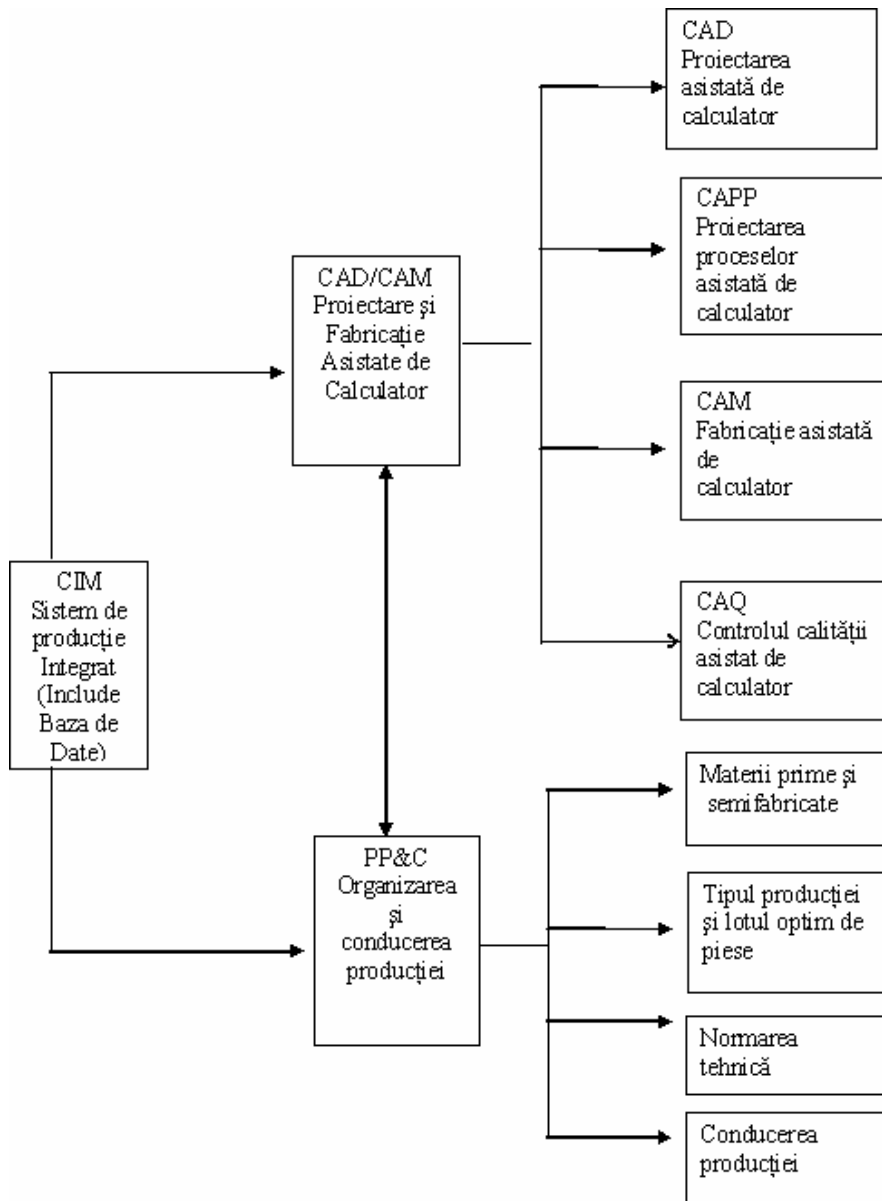 CAD
Proiectarea
asistată de
calculator
CAPP
Proiectarea
proceselor
asistată de
calculator
CAD/CAM
Proiectare şi
Fabricaţie
Asistate de
Calculator
CAM
Fabricaţie asistată
de
calculator
CIM
Sistem de
producţie
Integrat
(Include
Baza de
Date)
CAQ
Controlul calităţii
asistat de
calculator
Materii prime şi
semifabricate
PP&C
Organizarea
şi
conducerea
producţiei
Tipul producţiei
şi lotul optim de
piese
Normarea
tehnică
Conducerea
producţiei